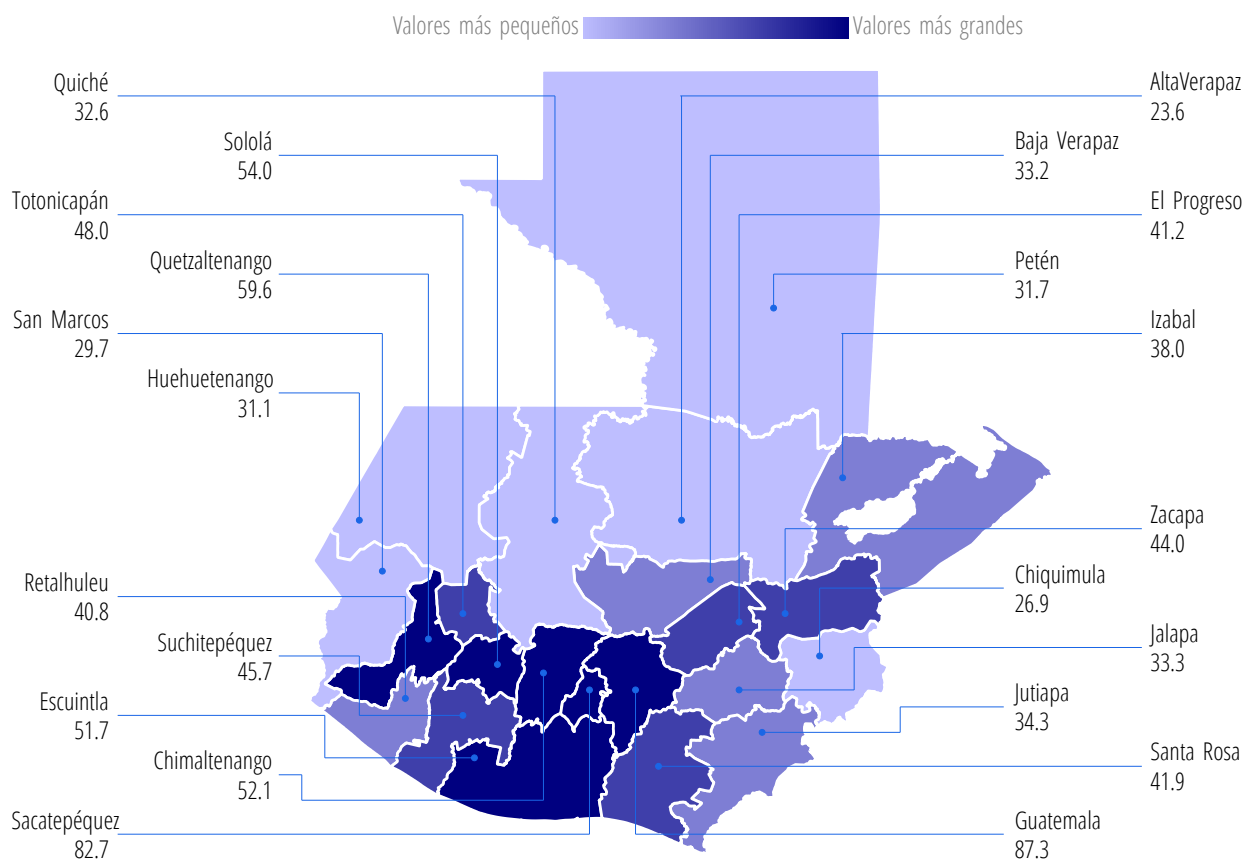 Valores más pequeños
Valores más grandes
Quiché
32.6
Sololá
54.0
Totonicapán
48.0
Quetzaltenango
59.6
San Marcos
29.7
Huehuetenango
31.1
Retalhuleu
40.8
Suchitepéquez
45.7
Escuintla
51.7
Chimaltenango
52.1
Sacatepéquez
82.7
AltaVerapaz
23.6
Baja Verapaz
33.2
El Progreso
41.2
Petén
31.7
Izabal
38.0
Zacapa
44.0
Chiquimula
26.9
Jalapa
33.3
Jutiapa
34.3
Santa Rosa
41.9
Guatemala
87.3